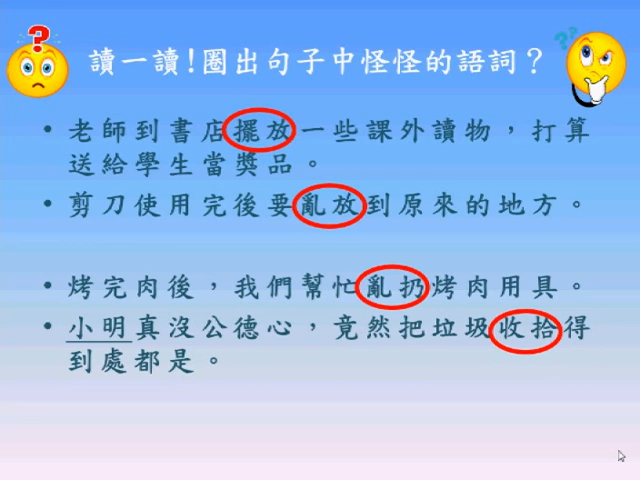 讀一讀!圈出句子中怪怪的語詞？
• 老師到書店擺放一些課外讀物，打算
送給學生當獎品。
• 剪刀使用完後要亂放到原來的地方。
• 烤完肉後，我們幫忙亂扔烤肉用具。
• 小明真沒公德心，竟然把垃圾收拾得
到處都是。